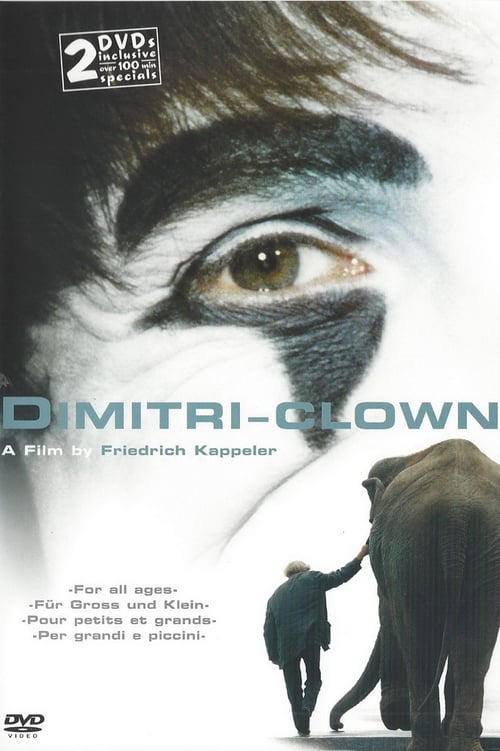 2 DVDs
inclusive
over 100 min
specials
DIMITRI-CLOWN
A Film by Friedrich Kappeler
-For all ages-
-Für Gross und Klein-
-Pour petits et grands-
-Per grandi e piccini-
DVD
VIDEO